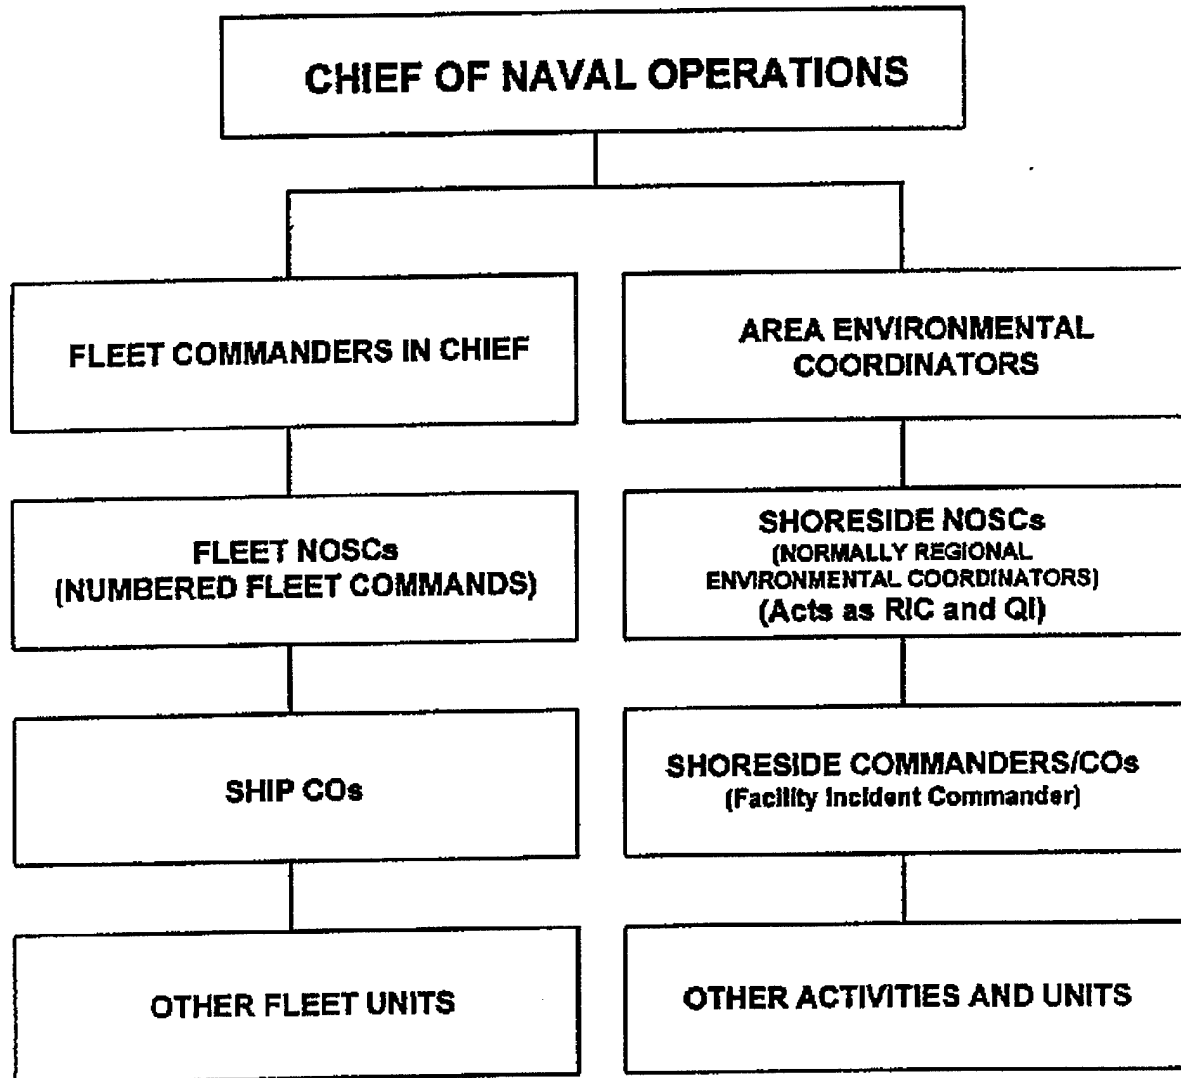 CHIEF OF NAVAL OPERATIONS
FLEET COMMANDERS IN CHIEF
AREA ENVIRONMENTAL
COORDINATORS
FLEET NOSCs
(NUMBERED FLEET COMMANDS)
SHORESIDE NOSCs
(NORMALLY REGIONAL
ENVIRONMENTAL COORDINATORS)
(Acts as RIC and QI)
SHIP COs
SHORESIDE COMMANDERS/COs
(Facility Incident Commander)
OTHER FLEET UNITS
OTHER ACTIVITIES AND UNITS